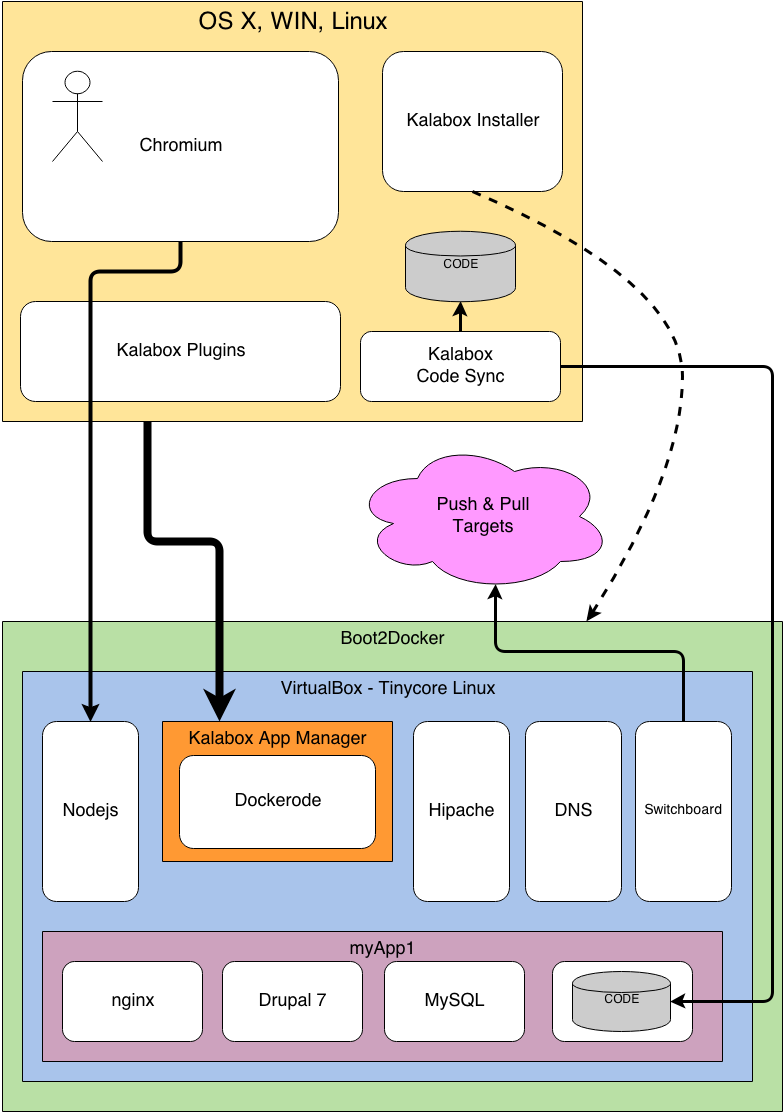 OS X, WIN, Linux
Chromium
Kalabox Installer
CODE
Kalabox Plugins
Kalabox
Code Sync
Push & Pull
Targets
Boot2Docker
VirtualBox - Tinycore Linux
Nodejs
Kalabox App Manager
Dockerode
Hipache
DNS
Switchboard
myApp1
nginx
Drupal 7
MySQL
CODE